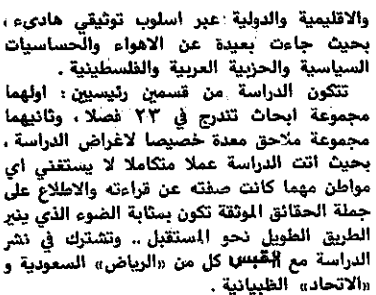 والاقليمية والدولية عبر اسلوب توثيقي هادىء ،
بحيث جاءت بعيدة عن الاهواء والحساسيات
السياسية والحزبية العربية والفلسطينية .
تتكون الدراسة من قسمين رئيسيين : اولهما
مجموعة ابحاث تندرج في ٢٣ فصلا ، وثانيهما
مجموعة ملاحق معدة خصيصا لاغراض الدراسة ،
بحيث اتت الدراسة عملا متكاملا لا يستغني اي
مواطن مهما كانت صفته عن قراءته والاطلاع على
جملة الحقائق الموثقة تكون بمثابة الضوء الذي ينير
الطريق الطويل نحو المستقبل .. وتشترك في نشر
الدراسة مع القبس كل من «الرياض» السعودية و
«الاتحاد» الظبيانية .